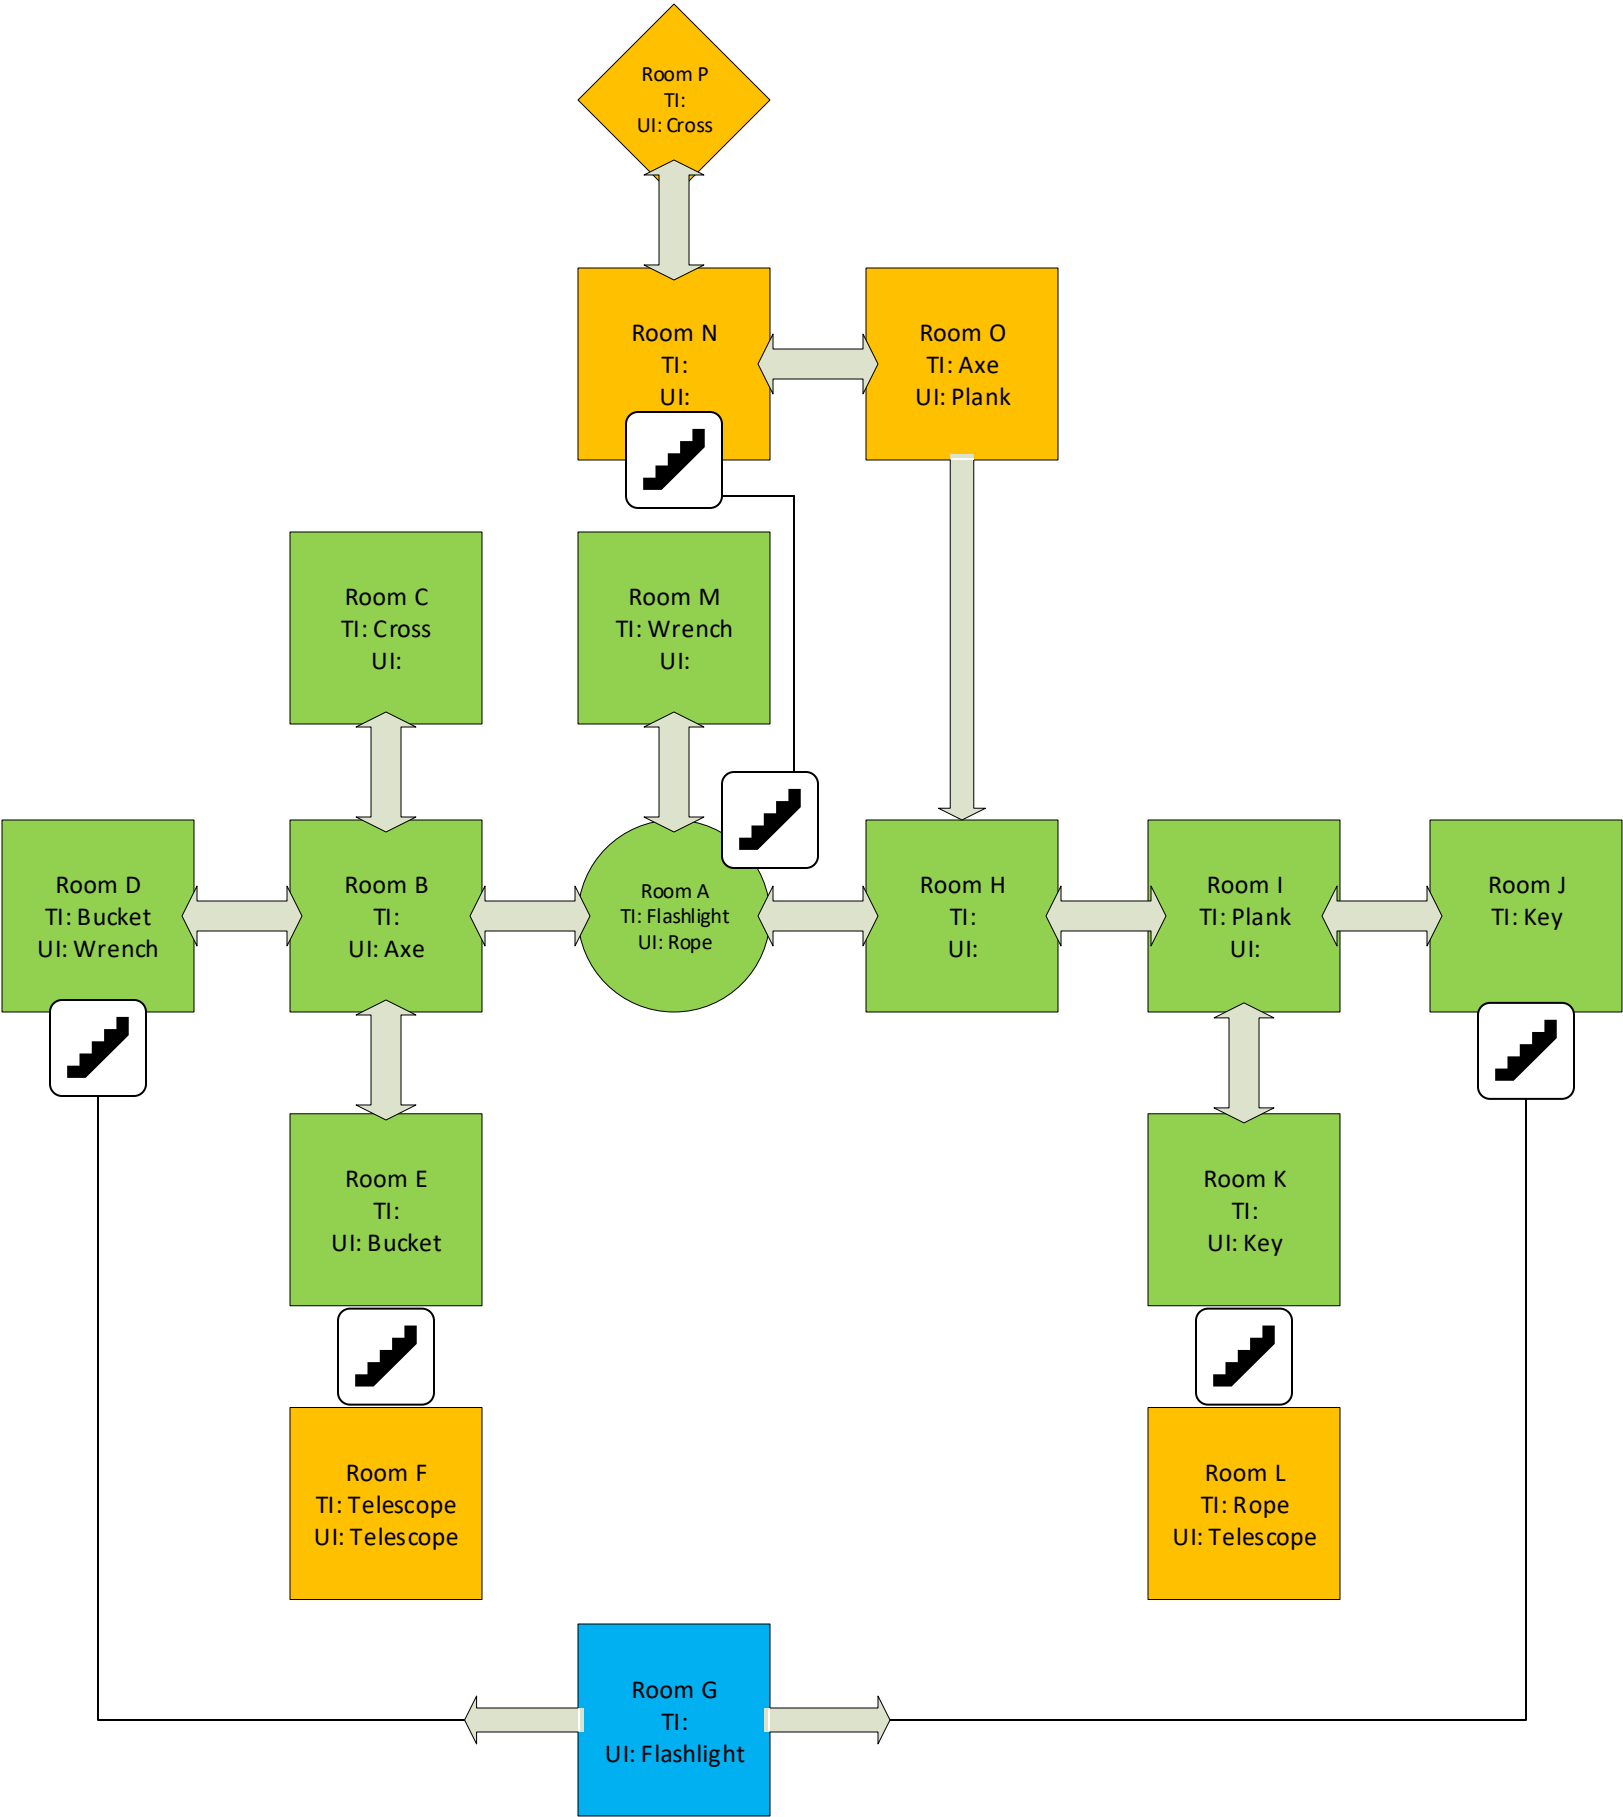 Room P
TI:
UI: Cross
Room N
TI:
UI:
Room O
TI: Axe
UI: Plank
Room C
TI: Cross
UI:
Room M
TI: Wrench
UI:
Room D
TI: Bucket
UI: Wrench
Room B
TI:
UI: Axe
Room A
TI: Flashlight
UI: Rope
Room H
TI:
UI:
Room I
TI: Plank
UI:
Room J
TI: Key
Room E
TI:
UI: Bucket
Room K
TI:
UI: Key
Room F
TI: Telescope
UI: Telescope
Room L
TI: Rope
UI: Telescope
Room G
TI:
UI: Flashlight